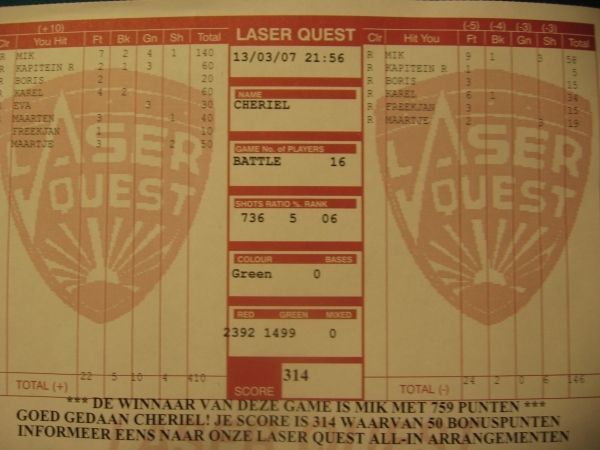 (+10) LASER QUEST (-5) (-4) (-3) (-3)
Clr You Hit Ft Bk Gn Sh Total Clr Hit You Ft Bk Gn Sh Total
13/03/07 21:56
R MIK 7 2 4 1 140 R MIK 9 1 3 58
R KAPITEIN R 2 1 3 60 R KAPITEIN R 1 5
R BORIS 2 20 R BORIS 3 15
R KAREL 4 2 60 R KAREL 6 1 34
R EVA 3 30 R FREEKJAN 3 15
R MAARTEN 3 1 40 R MAARTJE 2 3 19
FREEKJAN 1 10
MAARTJE 3 2 50
NAME
CHERIEL
GAME No. of PLAYERS
BATTLE 16
SHOTS RATIO %. RANK
736 5 06
COLOUR BASES
Green 0
RED GREEN MIXED
2392 1499 0
LASER QUEST
LASER QUEST
TOTAL (+) 22 5 10 4 410 SCORE 314 TOTAL (-) 24 2 0 6 146
*** DE WINNAAR VAN DEZE GAME IS MIK MET 759 PUNTEN ***
GOED GEDAAN CHERIEL! JE SCORE IS 314 WAARVAN 50 BONUSPUNTEN
INFORMEER EENS NAAR ONZE LASER QUEST ALL-IN ARRANGEMENTEN